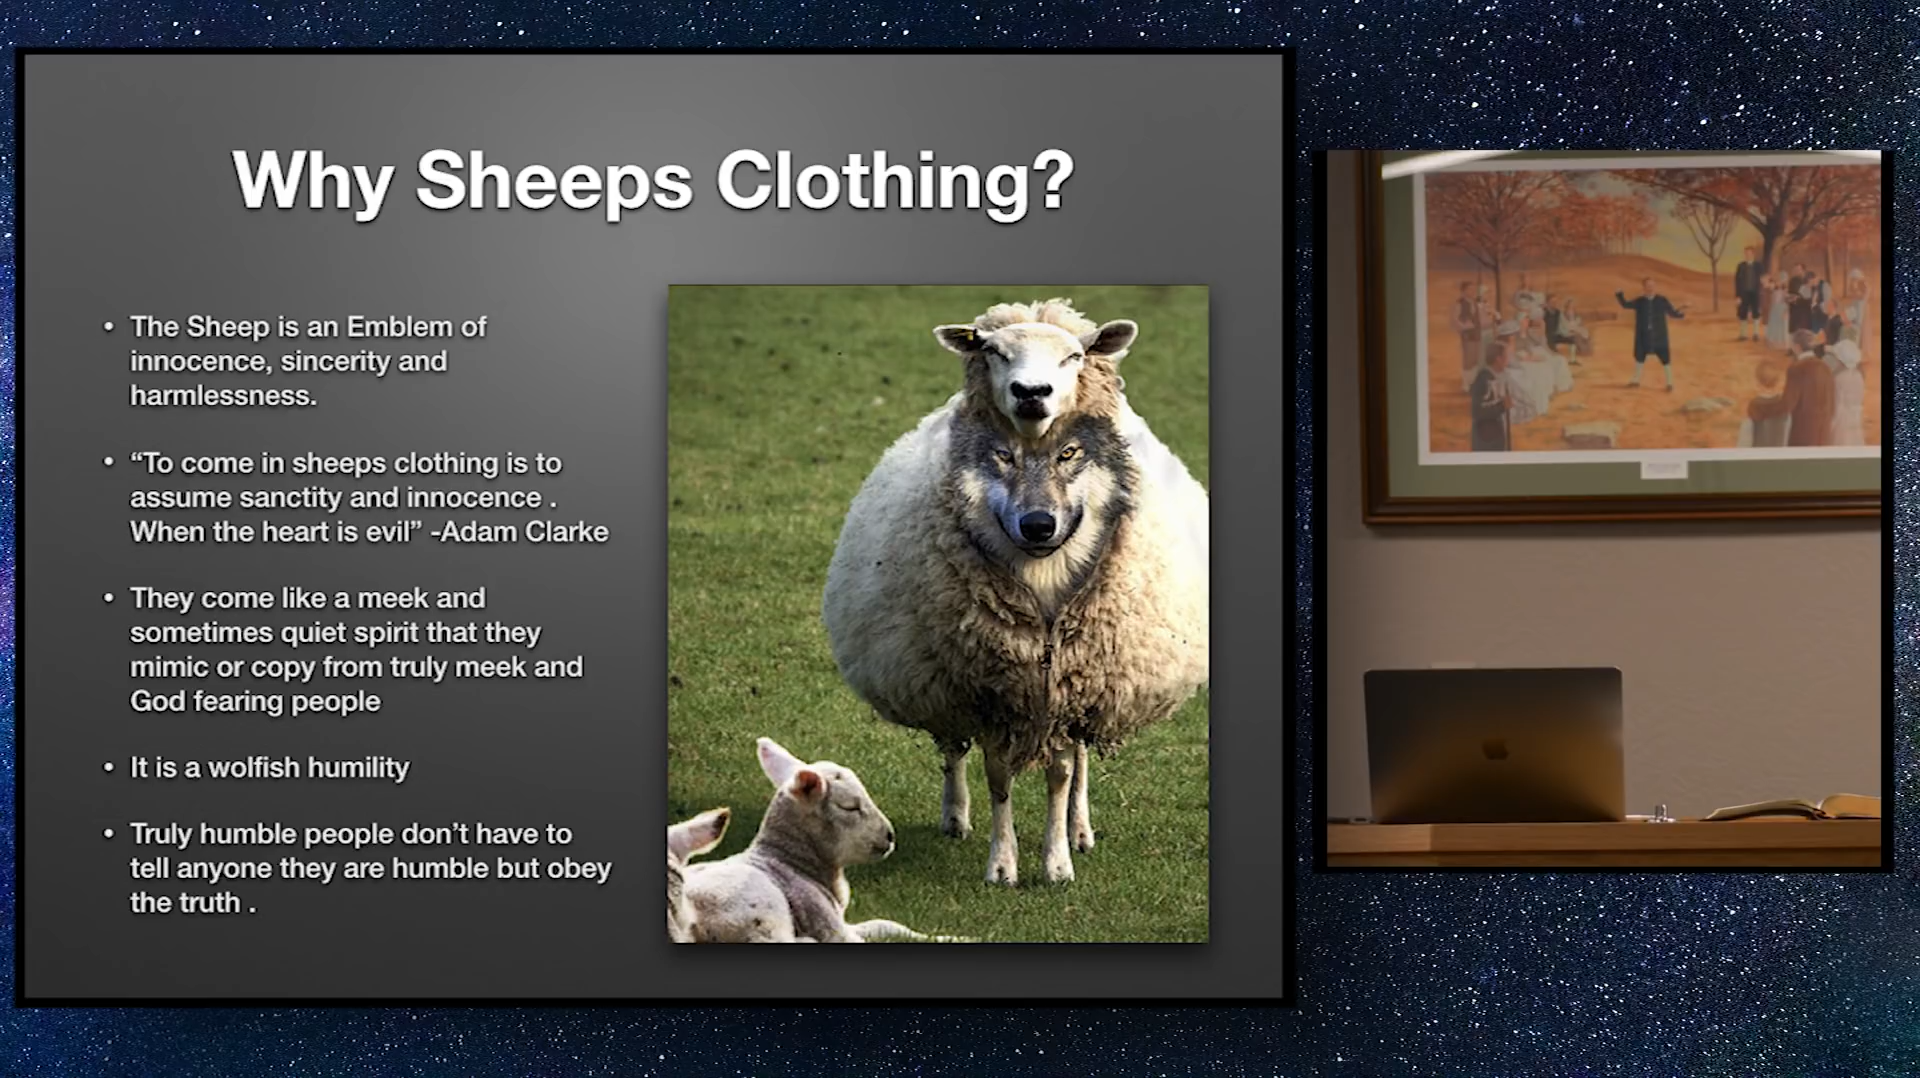 Why Sheeps Clothing?
• The Sheep is an Emblem of
innocence, sincerity and
harmlessness.
• “To come in sheeps clothing is to
assume sanctity and innocence .
When the heart is evil” -Adam Clarke
• They come like a meek and
sometimes quiet spirit that they
mimic or copy from truly meek and
God fearing people
• It is a wolfish humility
• Truly humble people don’t have to
tell anyone they are humble but obey
the truth .